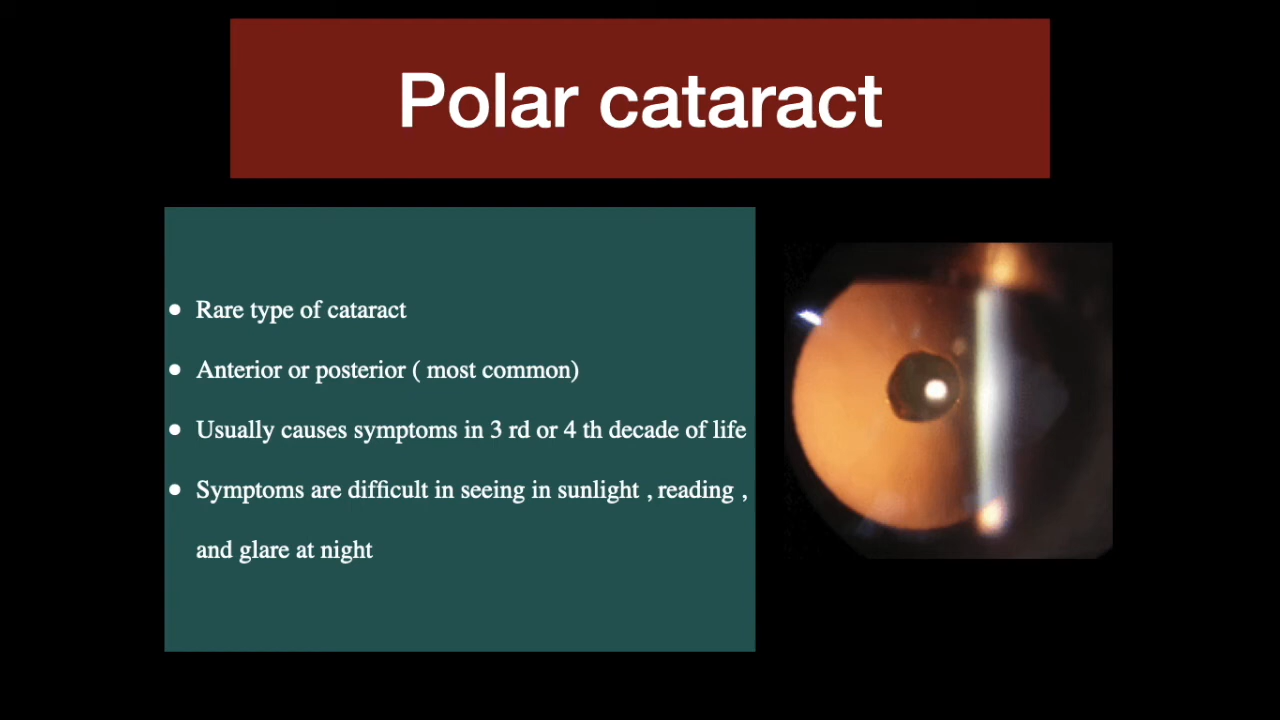 Polar cataract
• Rare type of cataract
• Anterior or posterior ( most common)
• Usually causes symptoms in 3 rd or 4 th decade of life
• Symptoms are difficult in seeing in sunlight , reading ,
and glare at night